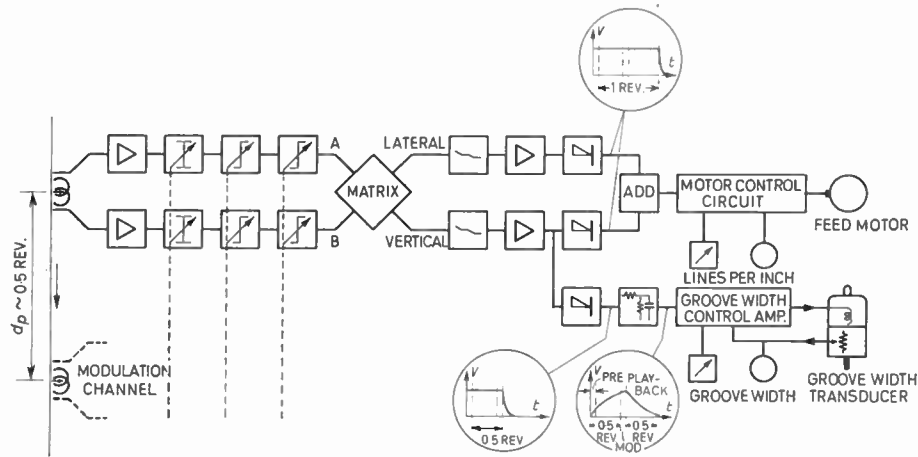 V
t
1 REV.
A
LATERAL
MATRIX
ADD
MOTOR CONTROL
CIRCUIT
FEED MOTOR
B
VERTICAL
dp ~ 0·5 REV.
LINES PER INCH
GROOVE WIDTH
CONTROL AMP.
MODULATION
CHANNEL
V
t
0·5 REV
V
PRE PLAY-
BACK
t
0·5
REV
0·5
REV
MOD
GROOVE WIDTH
GROOVE WIDTH
TRANSDUCER